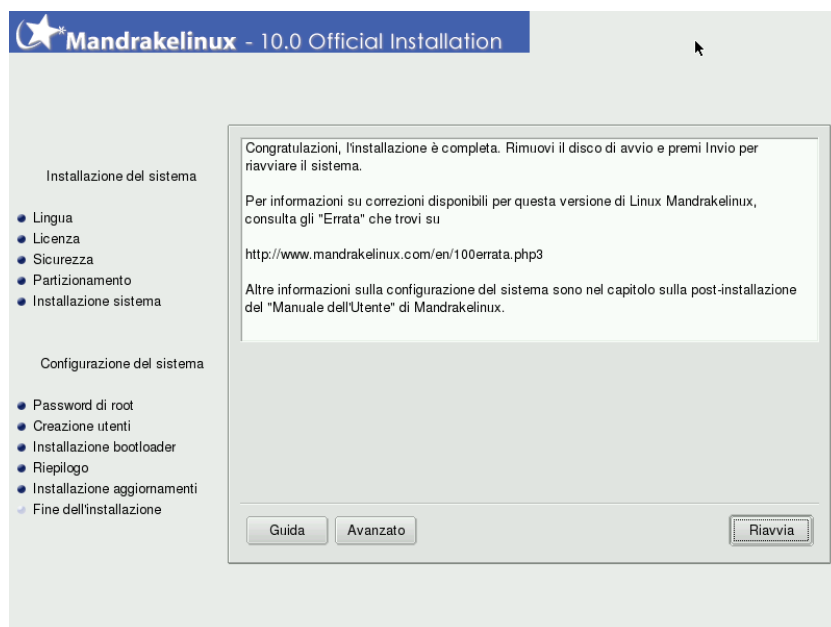 Mandrakelinux - 10.0 Official Installation
Installazione del sistema
Lingua
Licenza
Sicurezza
Partizionamento
Installazione sistema
Configurazione del sistema
Password di root
Creazione utenti
Installazione bootloader
Riepilogo
Installazione aggiornamenti
Fine dell'installazione
Congratulazioni, l'installazione è completa. Rimuovi il disco di avvio e premi Invio per
riavviare il sistema.
Per informazioni su correzioni disponibili per questa versione di Linux Mandrakelinux,
consulta gli "Errata" che trovi su
http://www.mandrakelinux.com/en/100errata.php3
Altre informazioni sulla configurazione del sistema sono nel capitolo sulla post-installazione
del "Manuale dell'Utente" di Mandrakelinux.
Guida
Avanzato
Riavvia